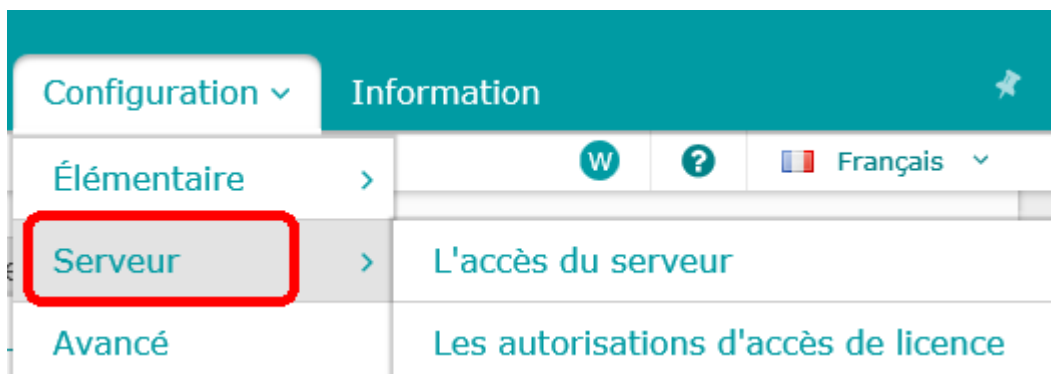 Configuration Information
W ? Français
Élémentaire
Serveur L'accès du serveur
Avancé Les autorisations d'accès de licence